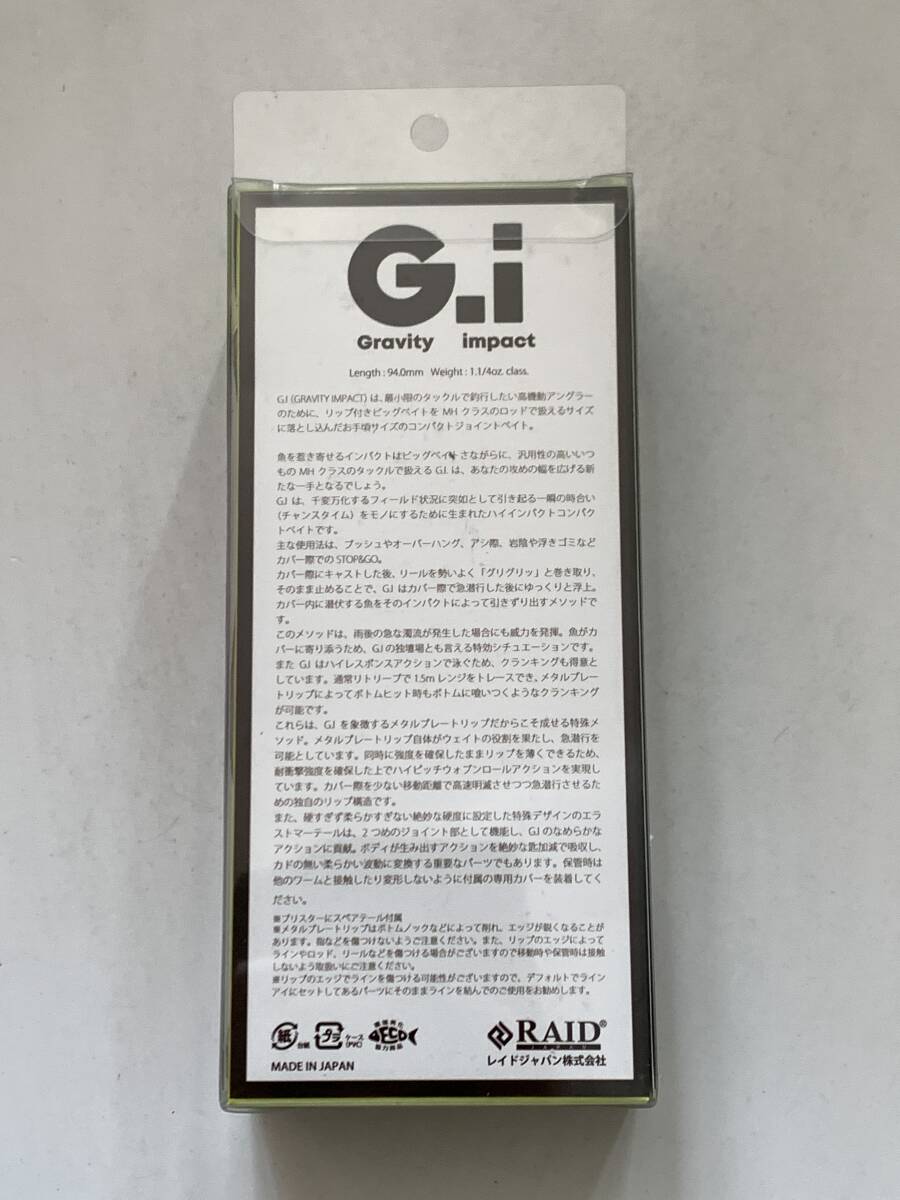 G.i
Gravity impact
Length : 94.0mm Weight : 1.1/4oz. class.
G.I (GRAVITY IMPACT) は、最小限のタックルで釣行したい高機動アングラー
のために、リップ付きビッグベイトを MH クラスのロッドで扱えるサイズ
に落とし込んだお手頃サイズのコンパクトジョイントベイト。
魚を惹き寄せるインパクトはビッグベイトさながらに、汎用性の高いいつ
もの MH クラスのタックルで扱える G.I. は、あなたの攻めの幅を広げる新
たな一手となるでしょう。
G.I は、千変万化するフィールド状況に突如として引き起る一瞬の時合い
（チャンスタイム）をモノにするために生まれたハイインパクトコンパク
トベイトです。
主な使用法は、ブッシュやオーバーハング、アシ際、岩陰や浮きゴミなど
カバー際での STOP&GO。
カバー際にキャストした後、リールを勢いよく「グリグリッ」と巻き取り、
そのまま止めることで、G.I はカバー際で急潜行した後にゆっくりと浮上。
カバー内に潜伏する魚をそのインパクトによって引きずり出すメソッドで
す。
このメソッドは、雨後の急な濁流が発生した場合にも威力を発揮。魚がカ
バーに寄り添うため、G.I の独壇場とも言える特効シチュエーションです。
また G.I はハイレスポンスアクションで泳ぐため、クランキングも得意と
しています。通常リトリーブで 1.5m レンジをトレースでき、メタルプレー
トリップによってボトムヒット時もボトムに喰いつくようなクランキング
が可能です。
これらは、G.I を象徴するメタルプレートリップだからこそ成せる特殊メ
ソッド。メタルプレートリップ自体がウェイトの役割を果たし、急潜行を
可能としています。同時に強度を確保したままリップを薄くできるため、
耐衝撃強度を確保した上でハイピッチウォブンロールアクションを実現し
ています。カバー際を少ない移動距離で高速明滅させつつ急潜行させるた
めの独自のリップ構造です。
また、硬すぎず柔らかすぎない絶妙な硬度に設定した特殊デザインのエラ
ストマーテールは、2 つめのジョイント部として機能し、G.I のなめらかな
アクションに貢献。ボディが生み出すアクションを絶妙な匙加減で吸収し、
カドの無い柔らかい波動に変換する重要なパーツでもあります。保管時は
他のワームと接触したり変形しないように付属の専用カバーを装着してく
ださい。
※ブリスターにスペアテール付属
※メタルプレートリップはボトムノックなどによって削れ、エッジが鋭くなることが
あります。指などを傷つけないようご注意ください。また、リップのエッジによって
ラインやロッド、リールなどを傷つける場合がございますので移動時や保管時は接触
しないよう取扱いにご注意ください。
※リップのエッジでラインを傷つける可能性がございますので、デフォルトでライン
アイにセットしてあるパーツにそのままラインを結んでのご使用をお勧めします。
紙 台紙 プラ ケース (PVC) 環境再生 ECO 協力商品
RAID®
JAPAN
MADE IN JAPAN レイドジャパン株式会社